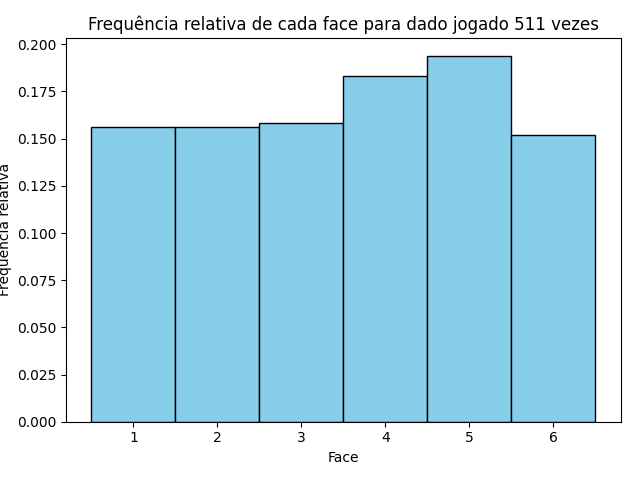 Frequência relativa de cada face para dado jogado 511 vezes
0.200
0.175
0.150
0.125
0.100
0.075
0.050
0.025
0.000
Frequência relativa
1 2 3 4 5 6
Face